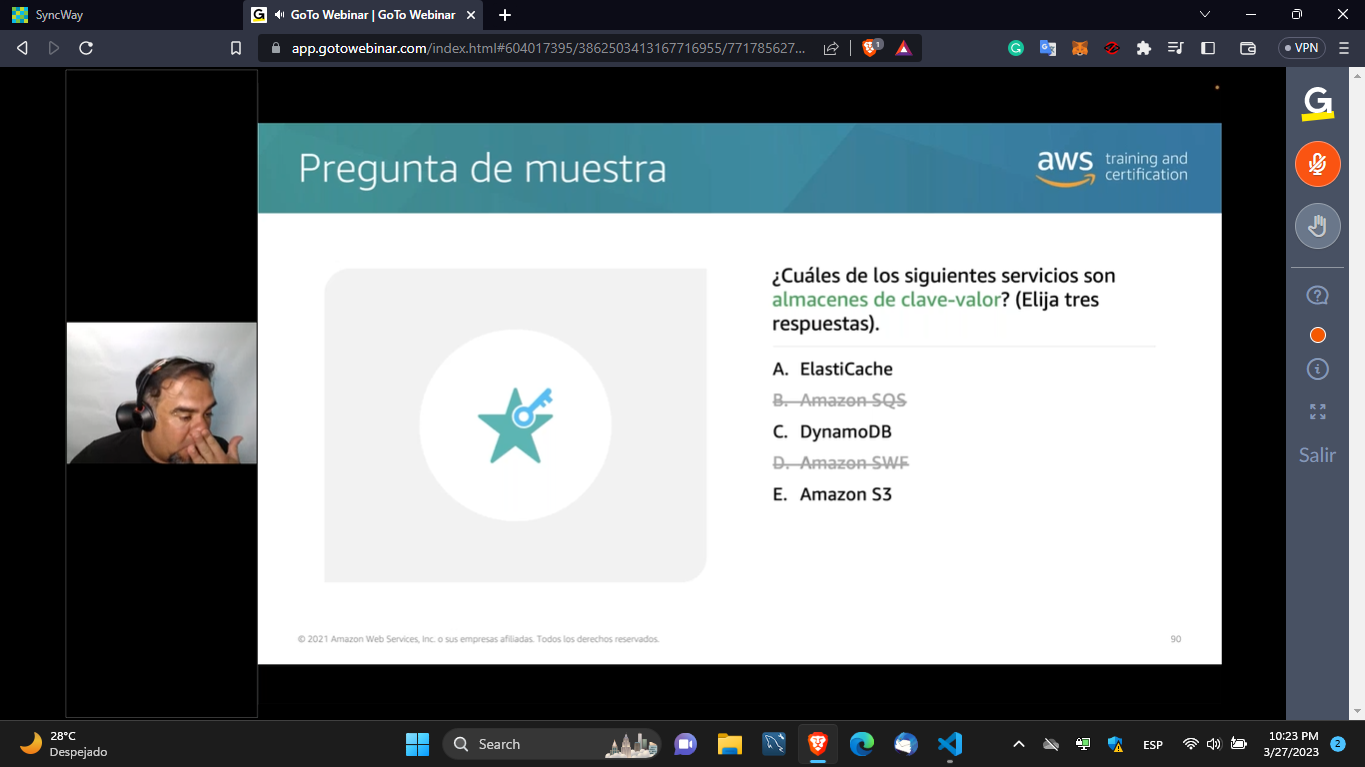 SyncWay
GoTo Webinar | GoTo Webinar
app.gotowebinar.com/index.html#604017395/3862503413167716955/771785627...
1
VPN
Pregunta de muestra
aws training and
certification
¿Cuáles de los siguientes servicios son
almacenes de clave-valor? (Elija tres
respuestas).
A. ElastiCache
B. Amazon SQS
C. DynamoDB
D. Amazon SWF
E. Amazon S3
© 2021 Amazon Web Services, Inc. o sus empresas afiliadas. Todos los derechos reservados.
90
G
Salir
28°C
Despejado
Search
ESP
10:23 PM
3/27/2023
2